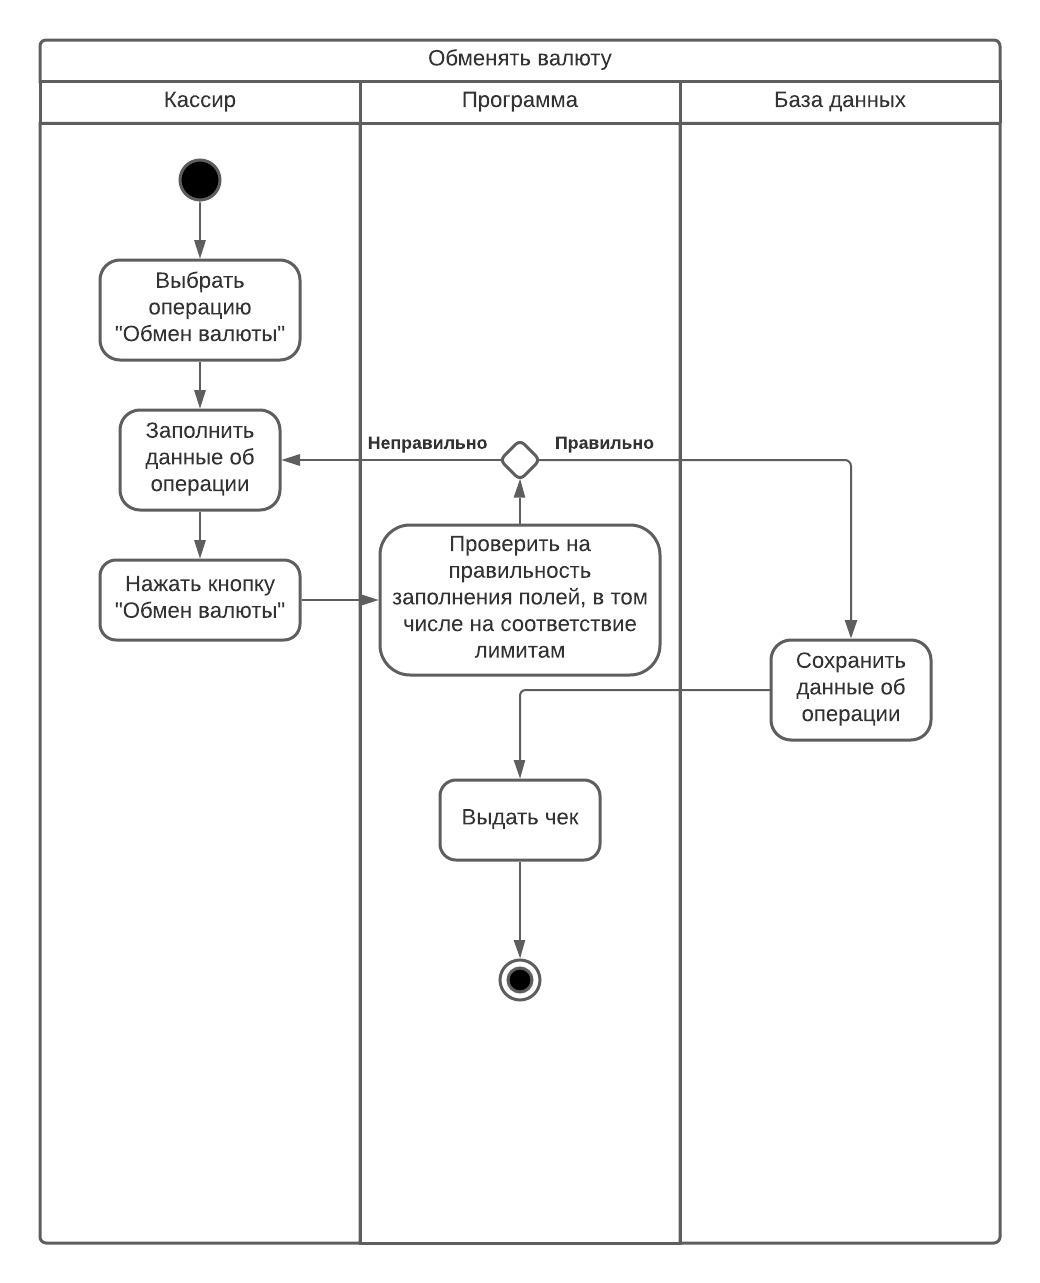 Обменять валюту
Кассир
Программа
База данных
Выбрать
операцию
"Обмен валюты"
Заполнить
данные об
операции
Неправильно
Правильно
Нажать кнопку
"Обмен валюты"
Проверить на
правильность
заполнения полей, в том
числе на соответствие
лимитам
Сохранить
данные об
операции
Выдать чек